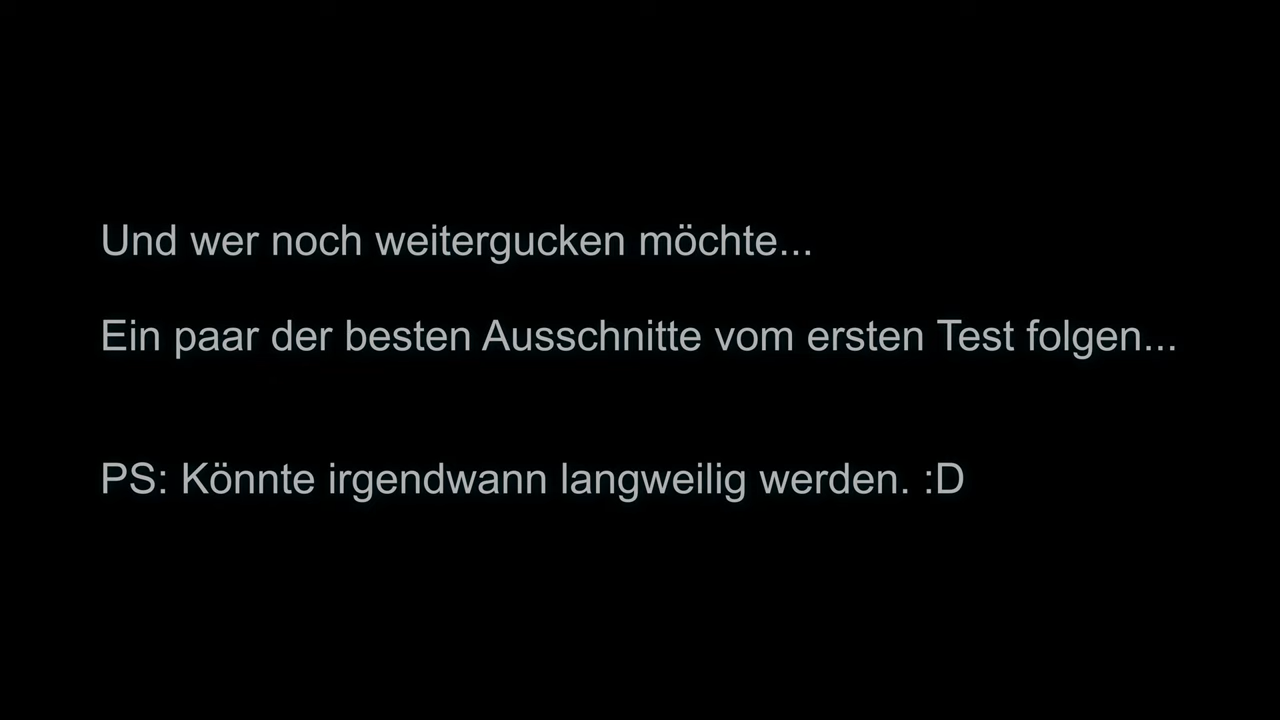 Und wer noch weitergucken möchte...
Ein paar der besten Ausschnitte vom ersten Test folgen...
PS: Könnte irgendwann langweilig werden. :D